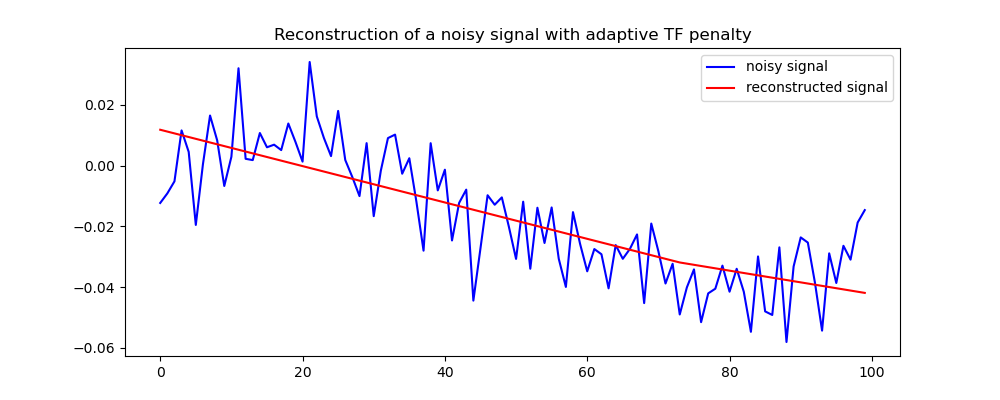 Reconstruction of a noisy signal with adaptive TF penalty
noisy signal
reconstructed signal
0.02
0.00
−0.02
−0.04
−0.06
0 20 40 60 80 100